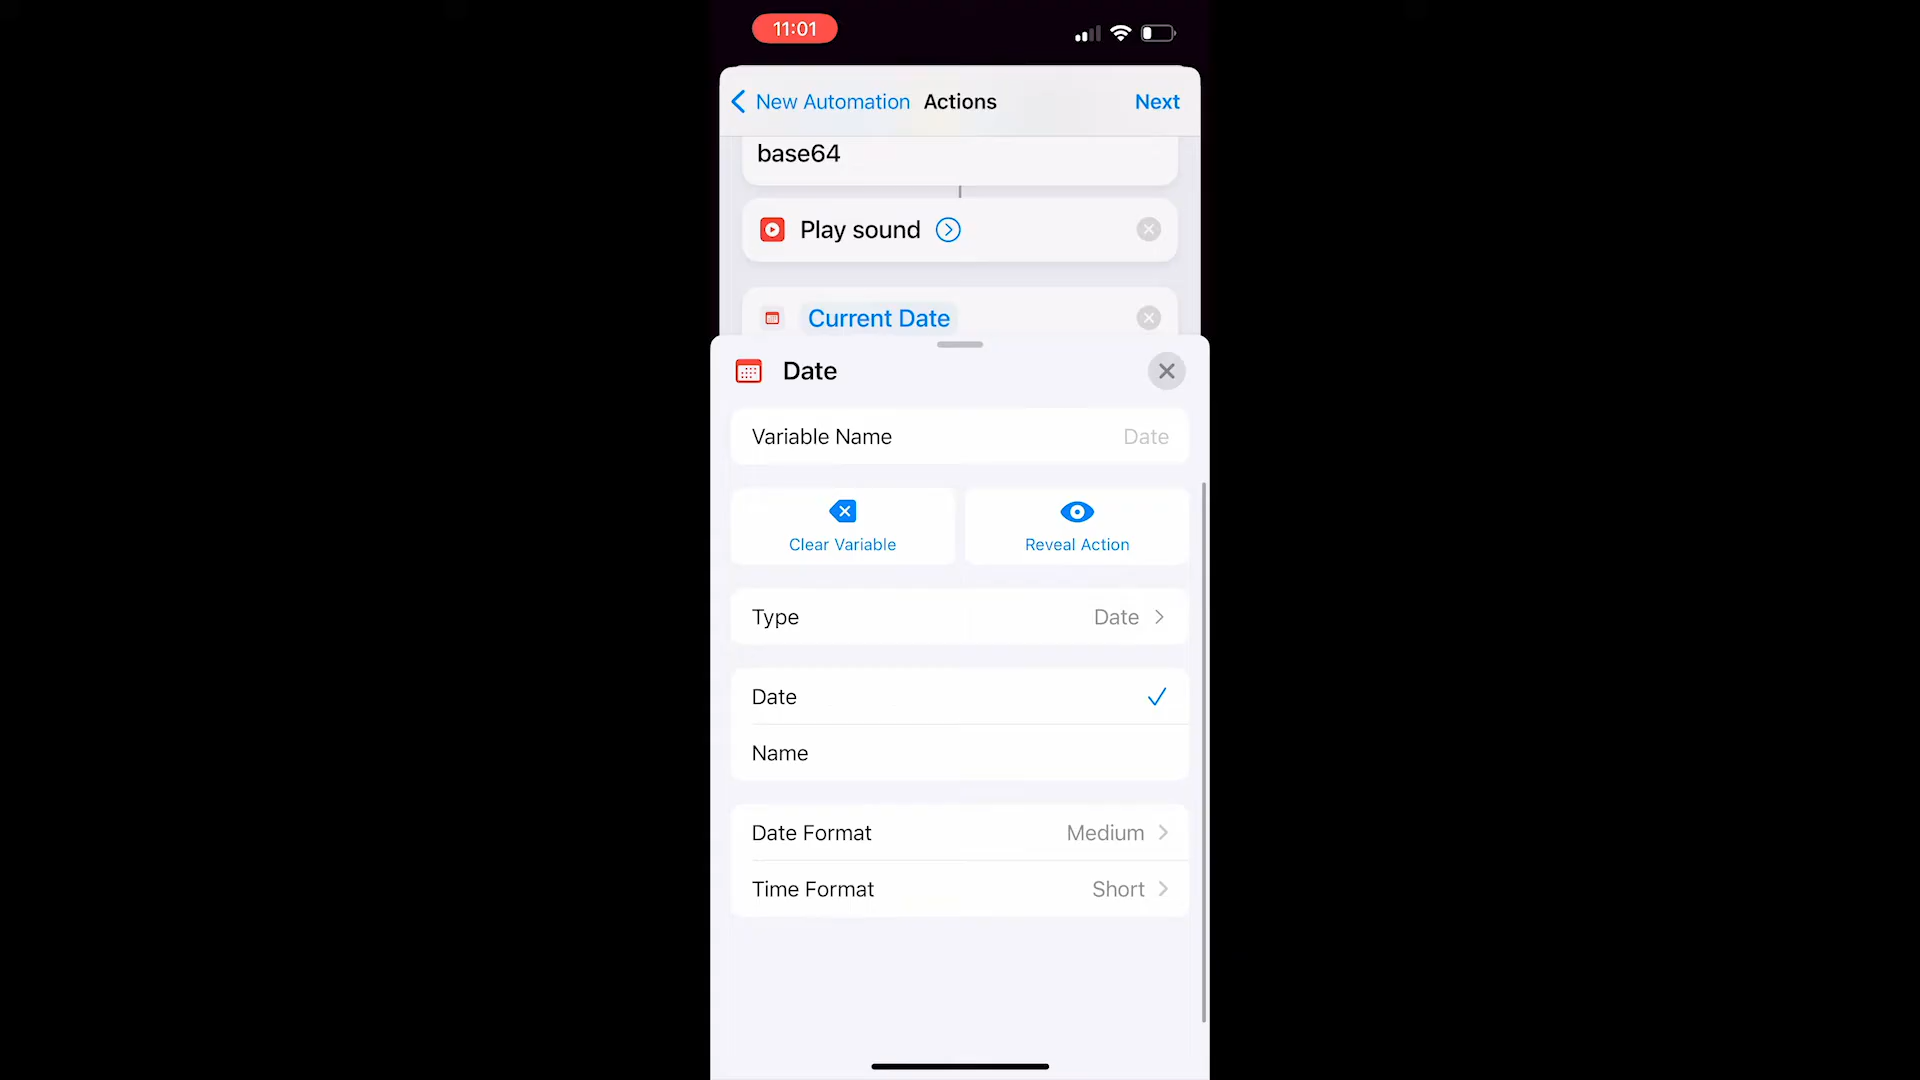 11:01
New Automation Actions Next
base64
Play sound
Current Date
Date
Variable Name Date
Clear Variable Reveal Action
Type Date
Date
Name
Date Format Medium
Time Format Short